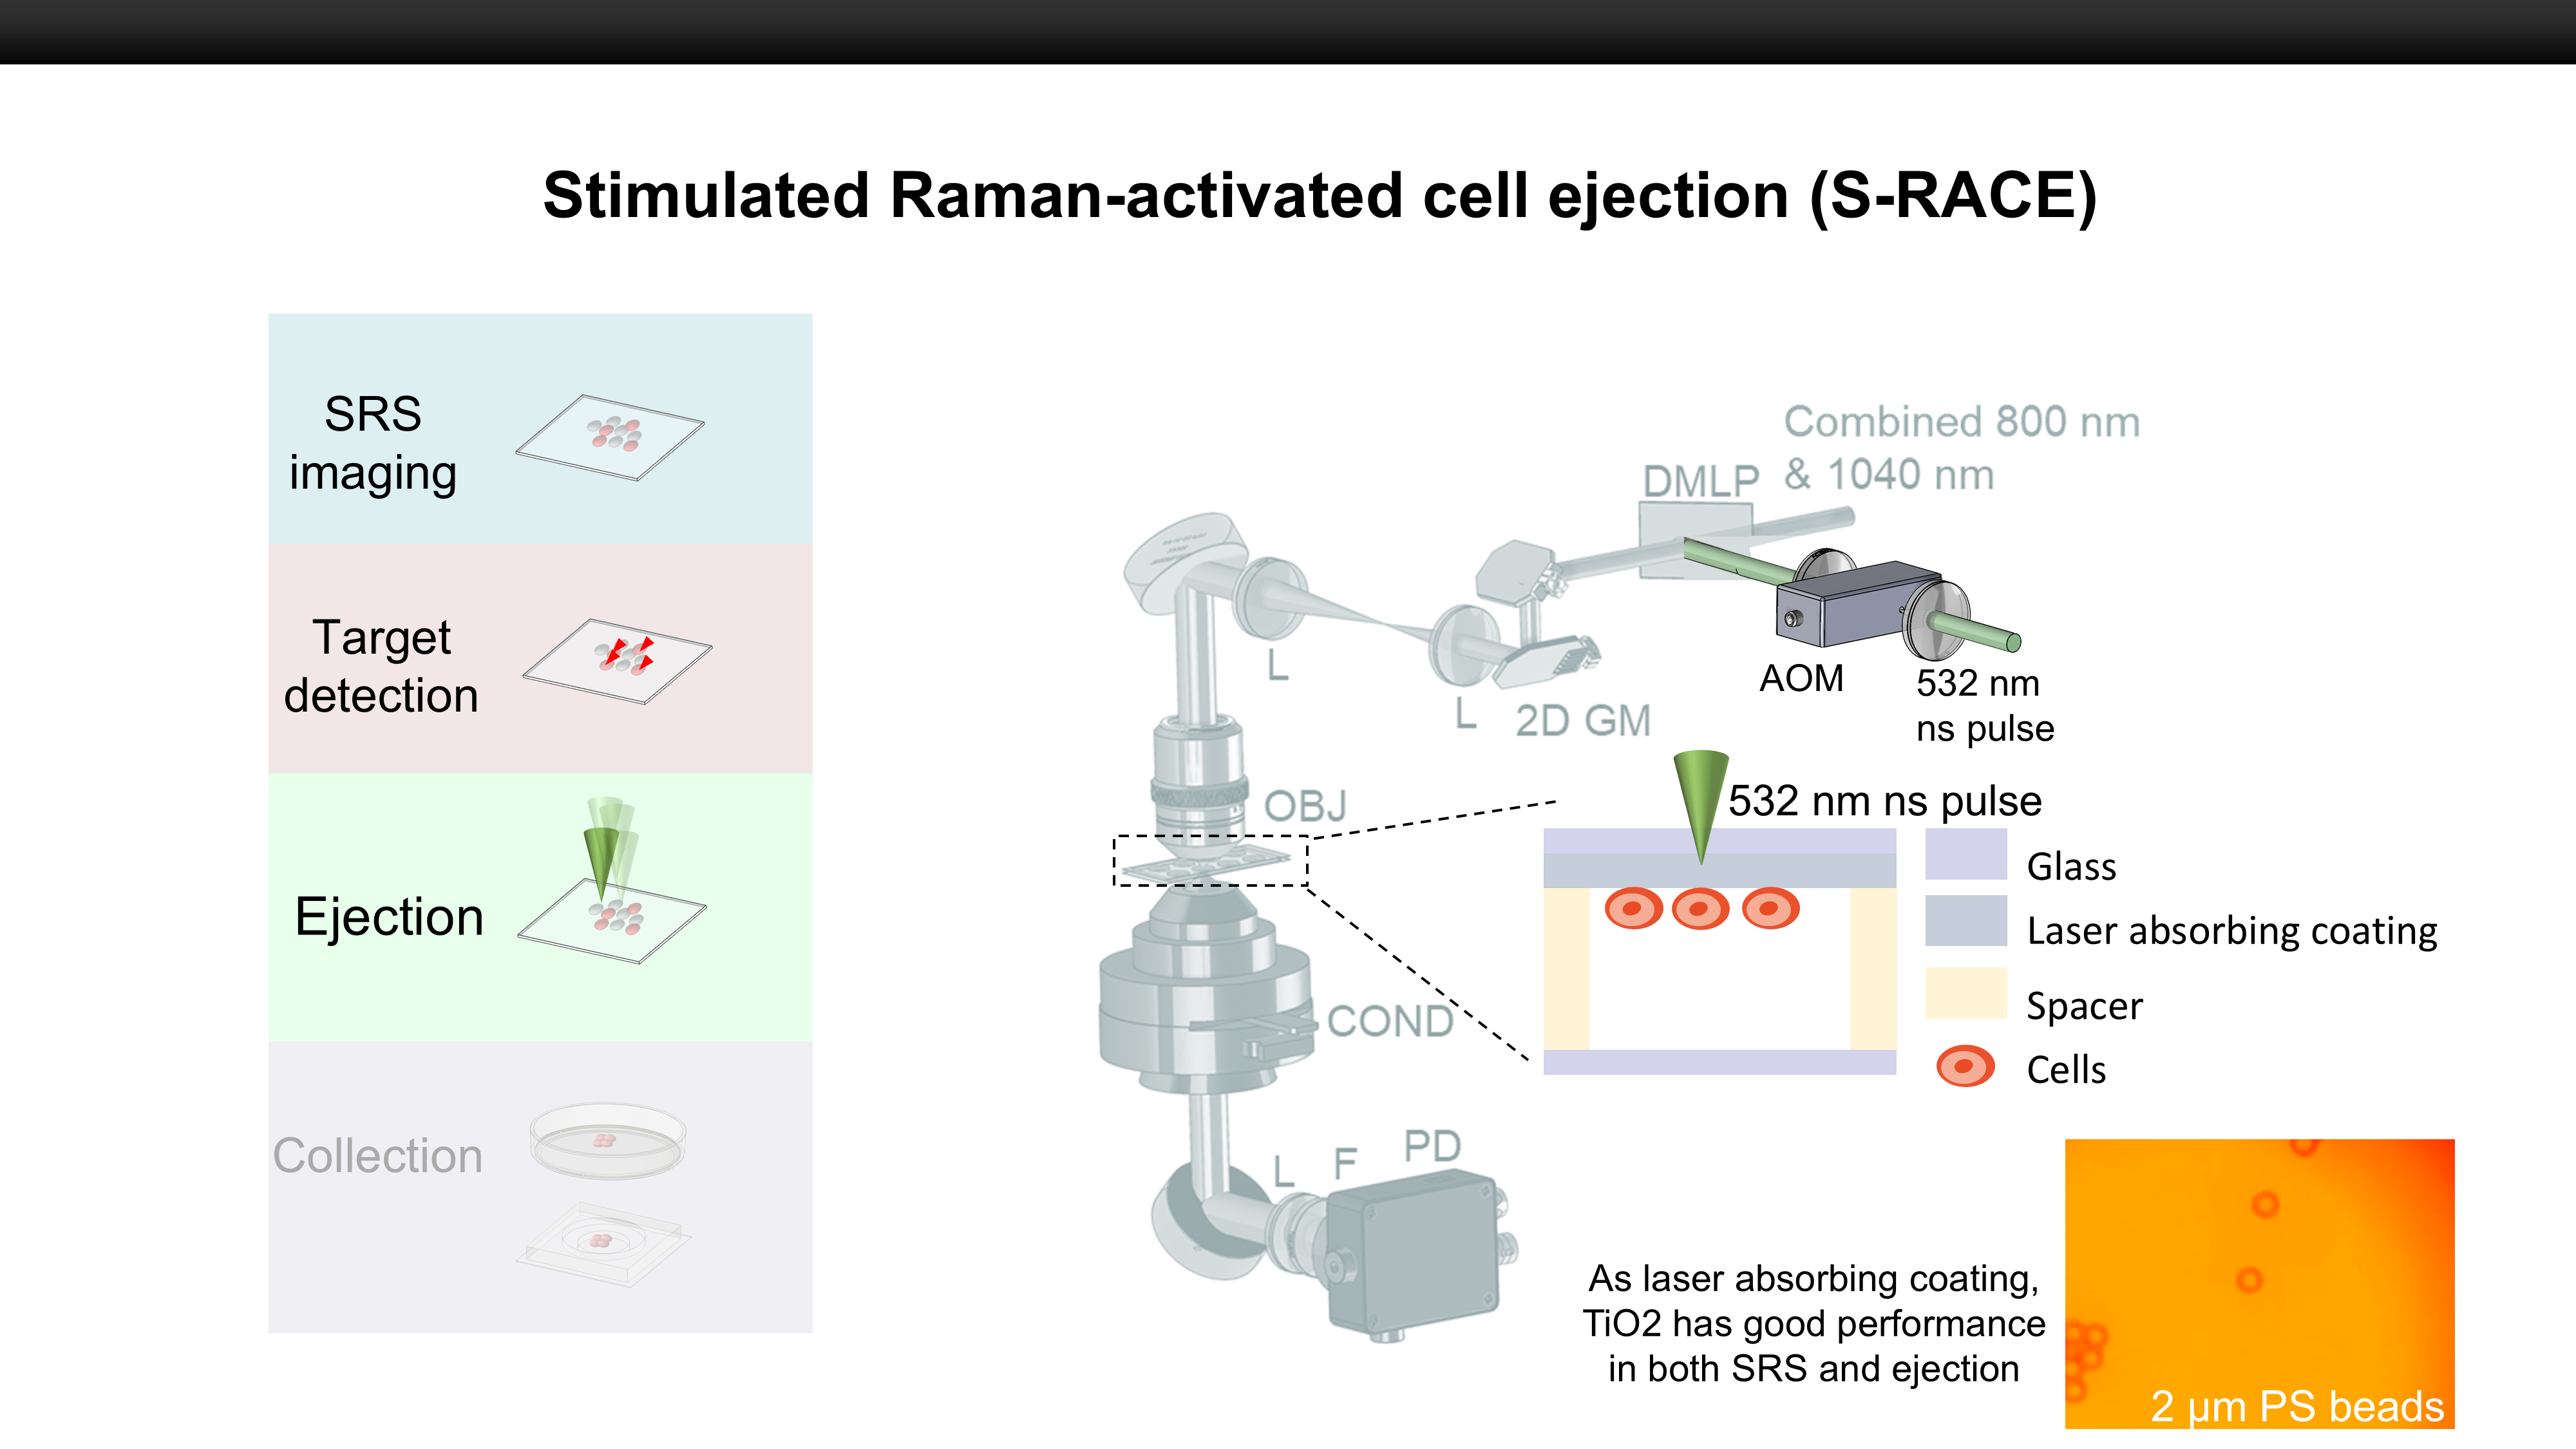 Stimulated Raman-activated cell ejection (S-RACE)
SRS
imaging
Target
detection
Ejection
Collection
Combined 800 nm
& 1040 nm
DMLP
L
L
2D GM
AOM
532 nm
ns pulse
OBJ
532 nm ns pulse
Glass
Laser absorbing coating
Spacer
Cells
COND
L
F
PD
As laser absorbing coating,
TiO2 has good performance
in both SRS and ejection
2 µm PS beads